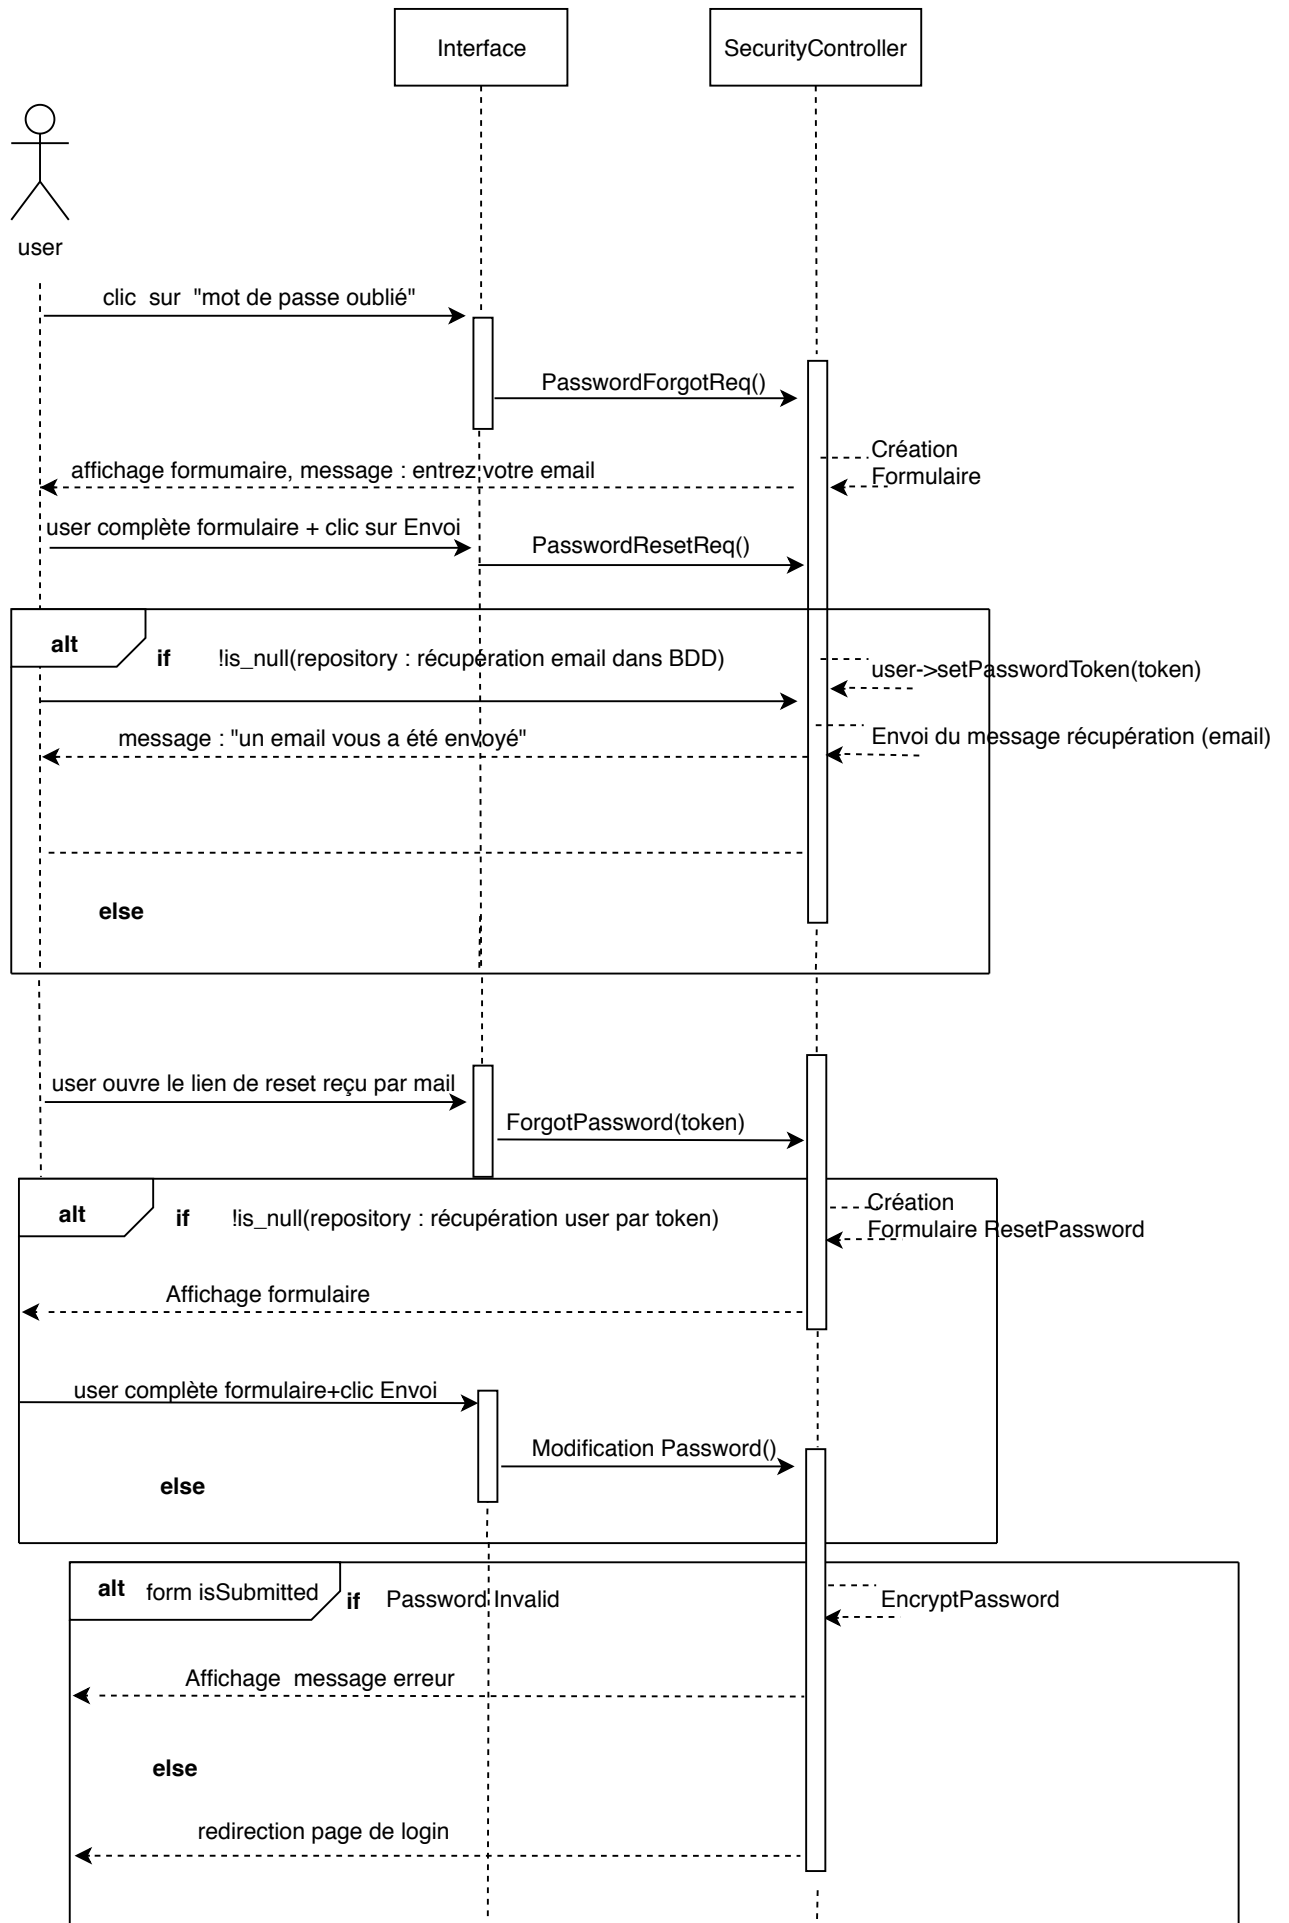 Interface
SecurityController
user
clic  sur  "mot de passe oublié"
PasswordForgotReq()
Création
Formulaire
affichage formumaire, message : entrez votre email
user complète formulaire + clic sur Envoi
PasswordResetReq()
alt
if
!is_null(repository : récupération email dans BDD)
user->setPasswordToken(token)
message : "un email vous a été envoyé"
Envoi du message récupération (email)
else
user ouvre le lien de reset reçu par mail
ForgotPassword(token)
alt
if
!is_null(repository : récupération user par token)
Création
Formulaire ResetPassword
Affichage formulaire
user complète formulaire+clic Envoi
Modification Password()
else
alt
form isSubmitted
if
Password Invalid
EncryptPassword
Affichage  message erreur
else
redirection page de login